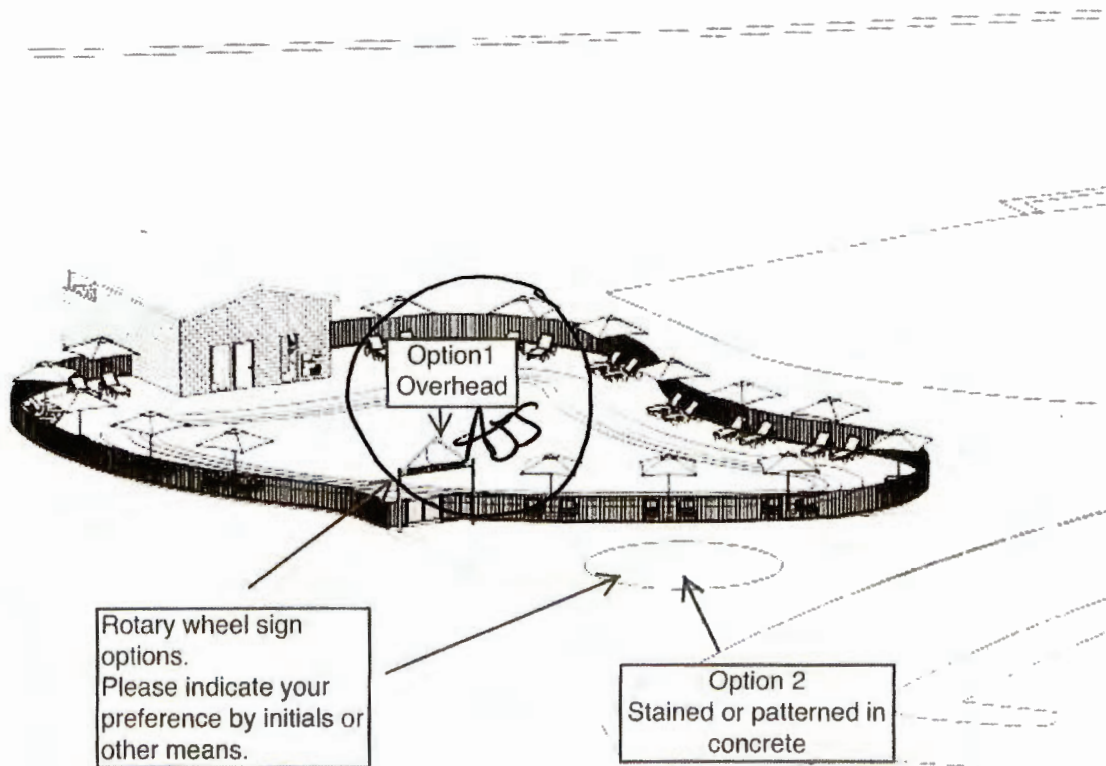 Option1
Overhead
Rotary wheel sign
options.
Please indicate your
preference by initials or
other means.
Option 2
Stained or patterned in
concrete